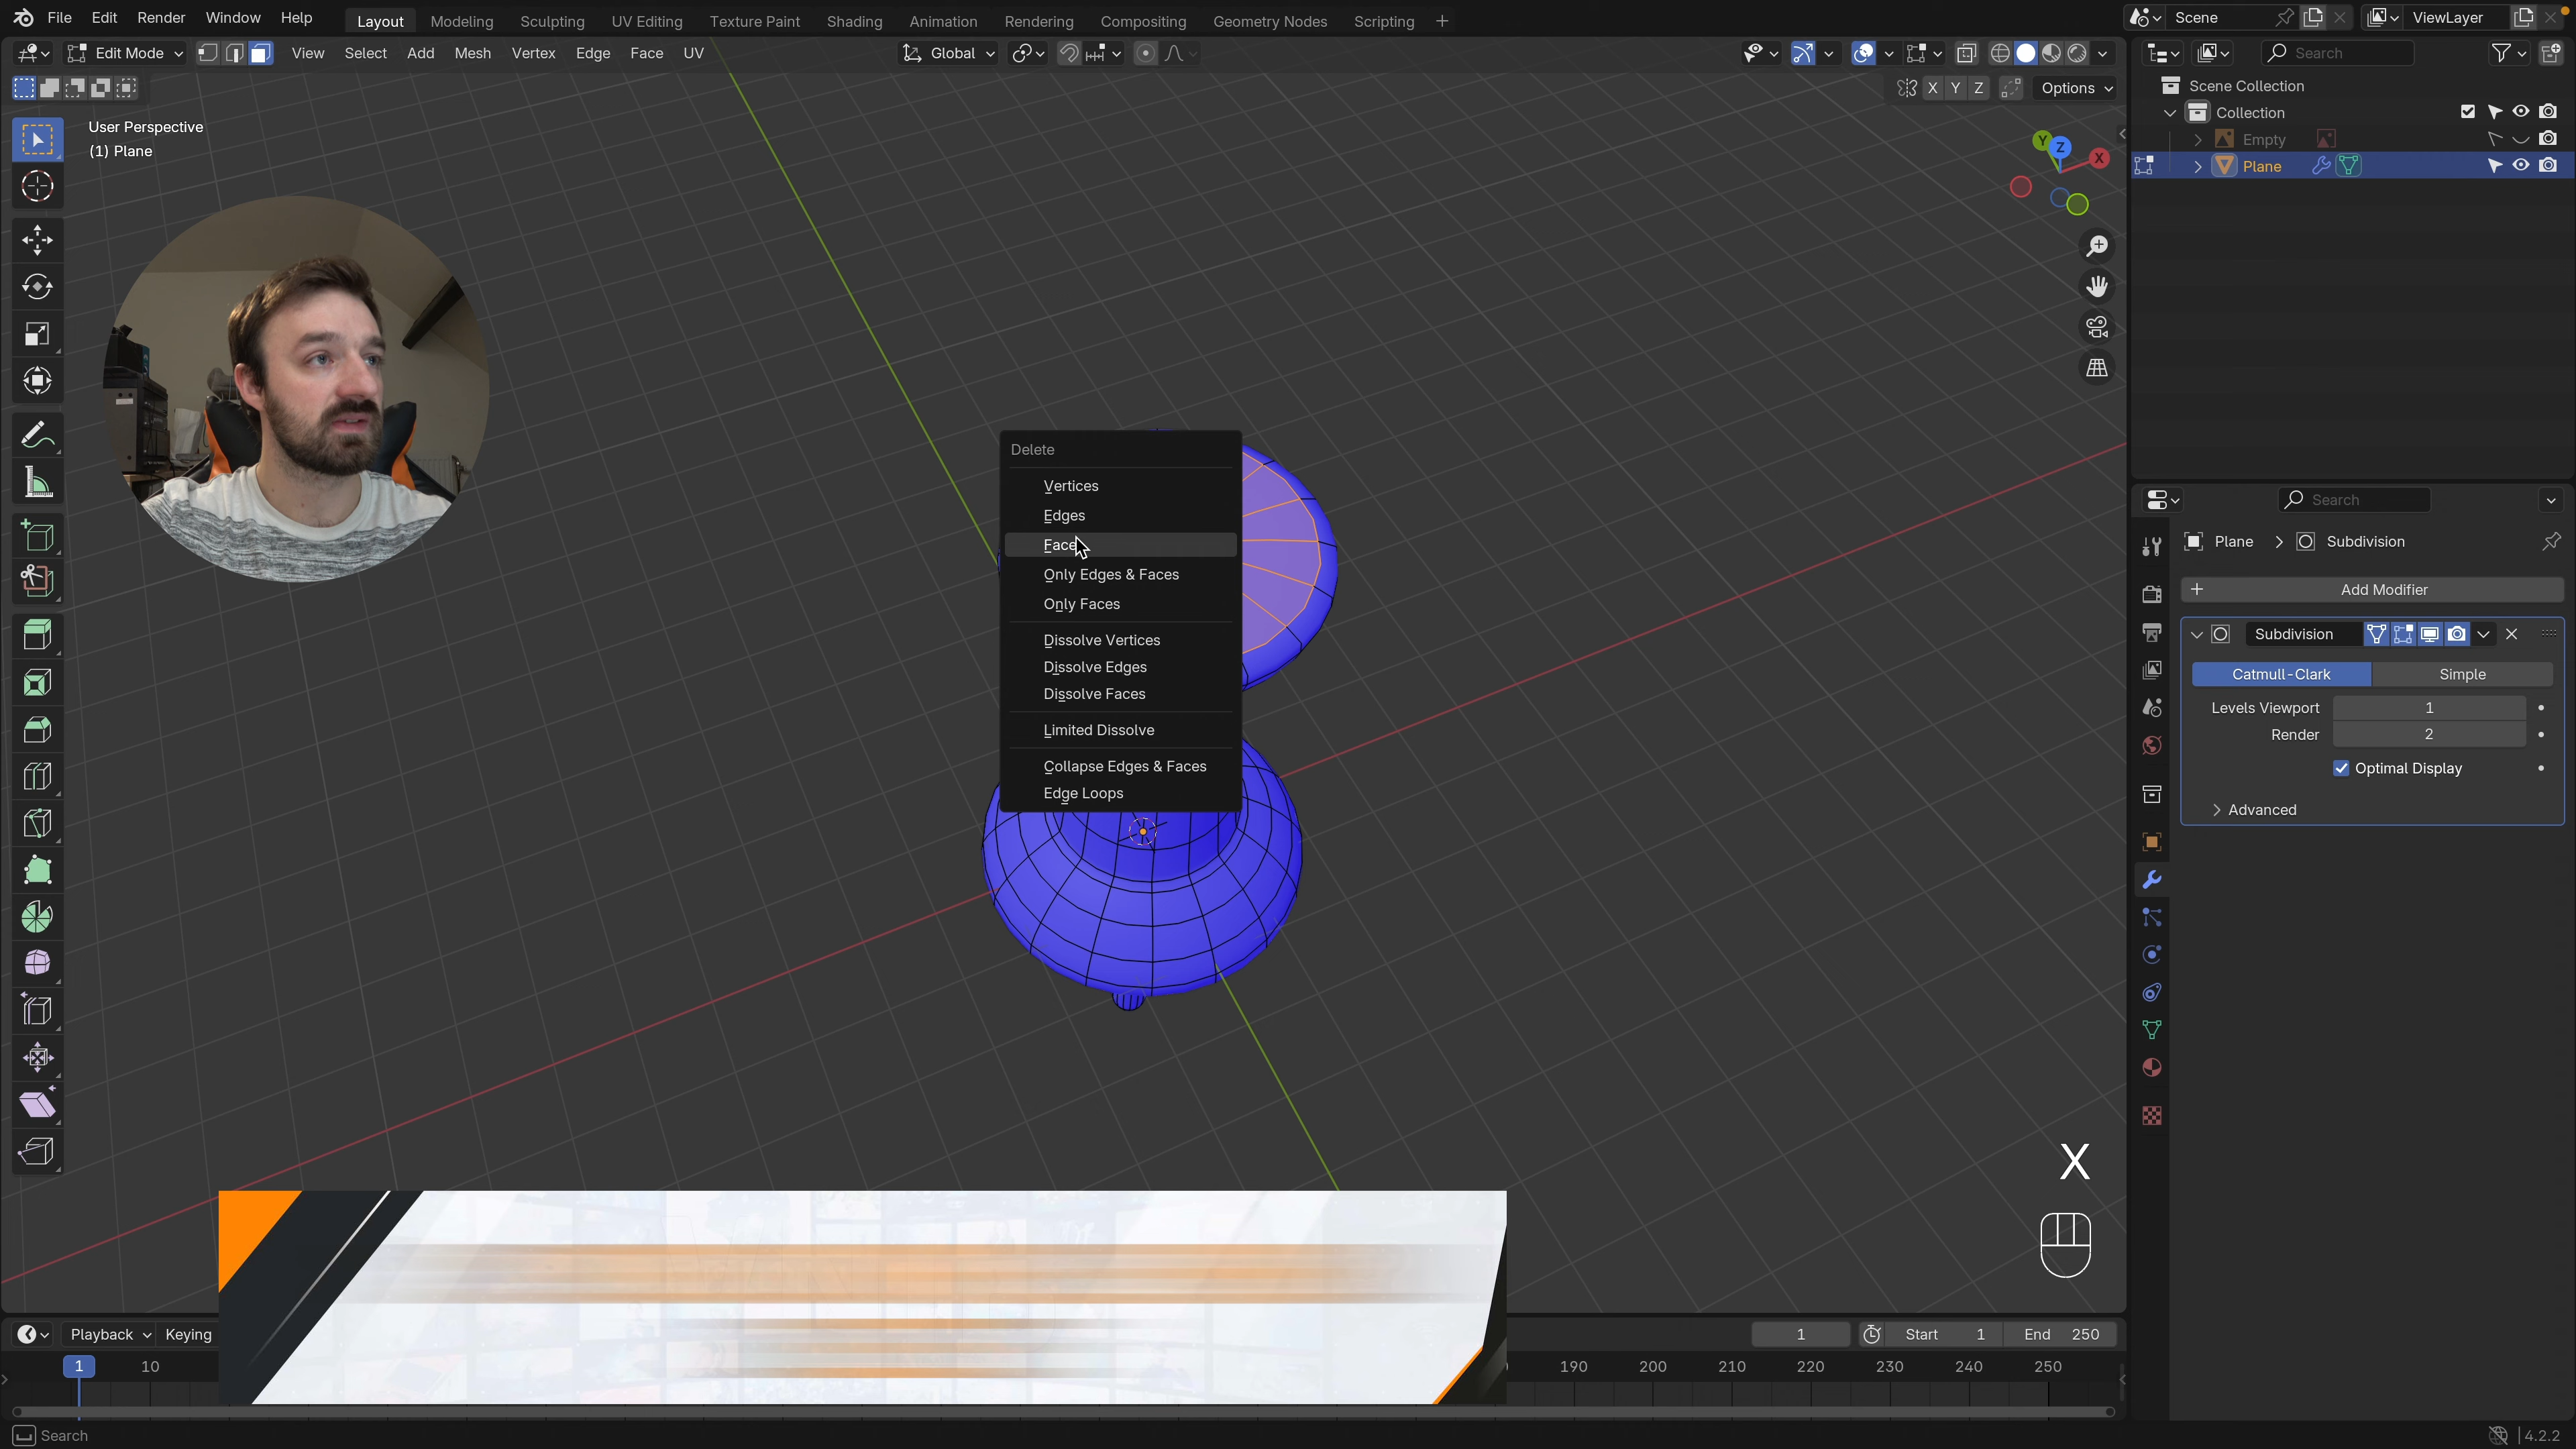 File Edit Render Window Help Layout Modeling Sculpting UV Editing Texture Paint Shading Animation Rendering Compositing Geometry Nodes Scripting Scene ViewLayer
Edit Mode View Select Add Mesh Vertex Edge Face UV Global Search
X Y Z Options
User Perspective
(1) Plane
Scene Collection
Collection
Empty
Plane
Y Z X
Delete
Vertices
Edges
Only Edges & Faces
Only Faces
Dissolve Vertices
Dissolve Edges
Dissolve Faces
Limited Dissolve
Collapse Edges & Faces
Edge Loops
Search
Plane Subdivision
Add Modifier
Subdivision
Catmull-Clark Simple
Levels Viewport 1
Render 2
Optimal Display
Advanced
X
Playback Keying 1 Start 1 End 250
1 10 190 200 210 220 230 240 250
Search 4.2.2